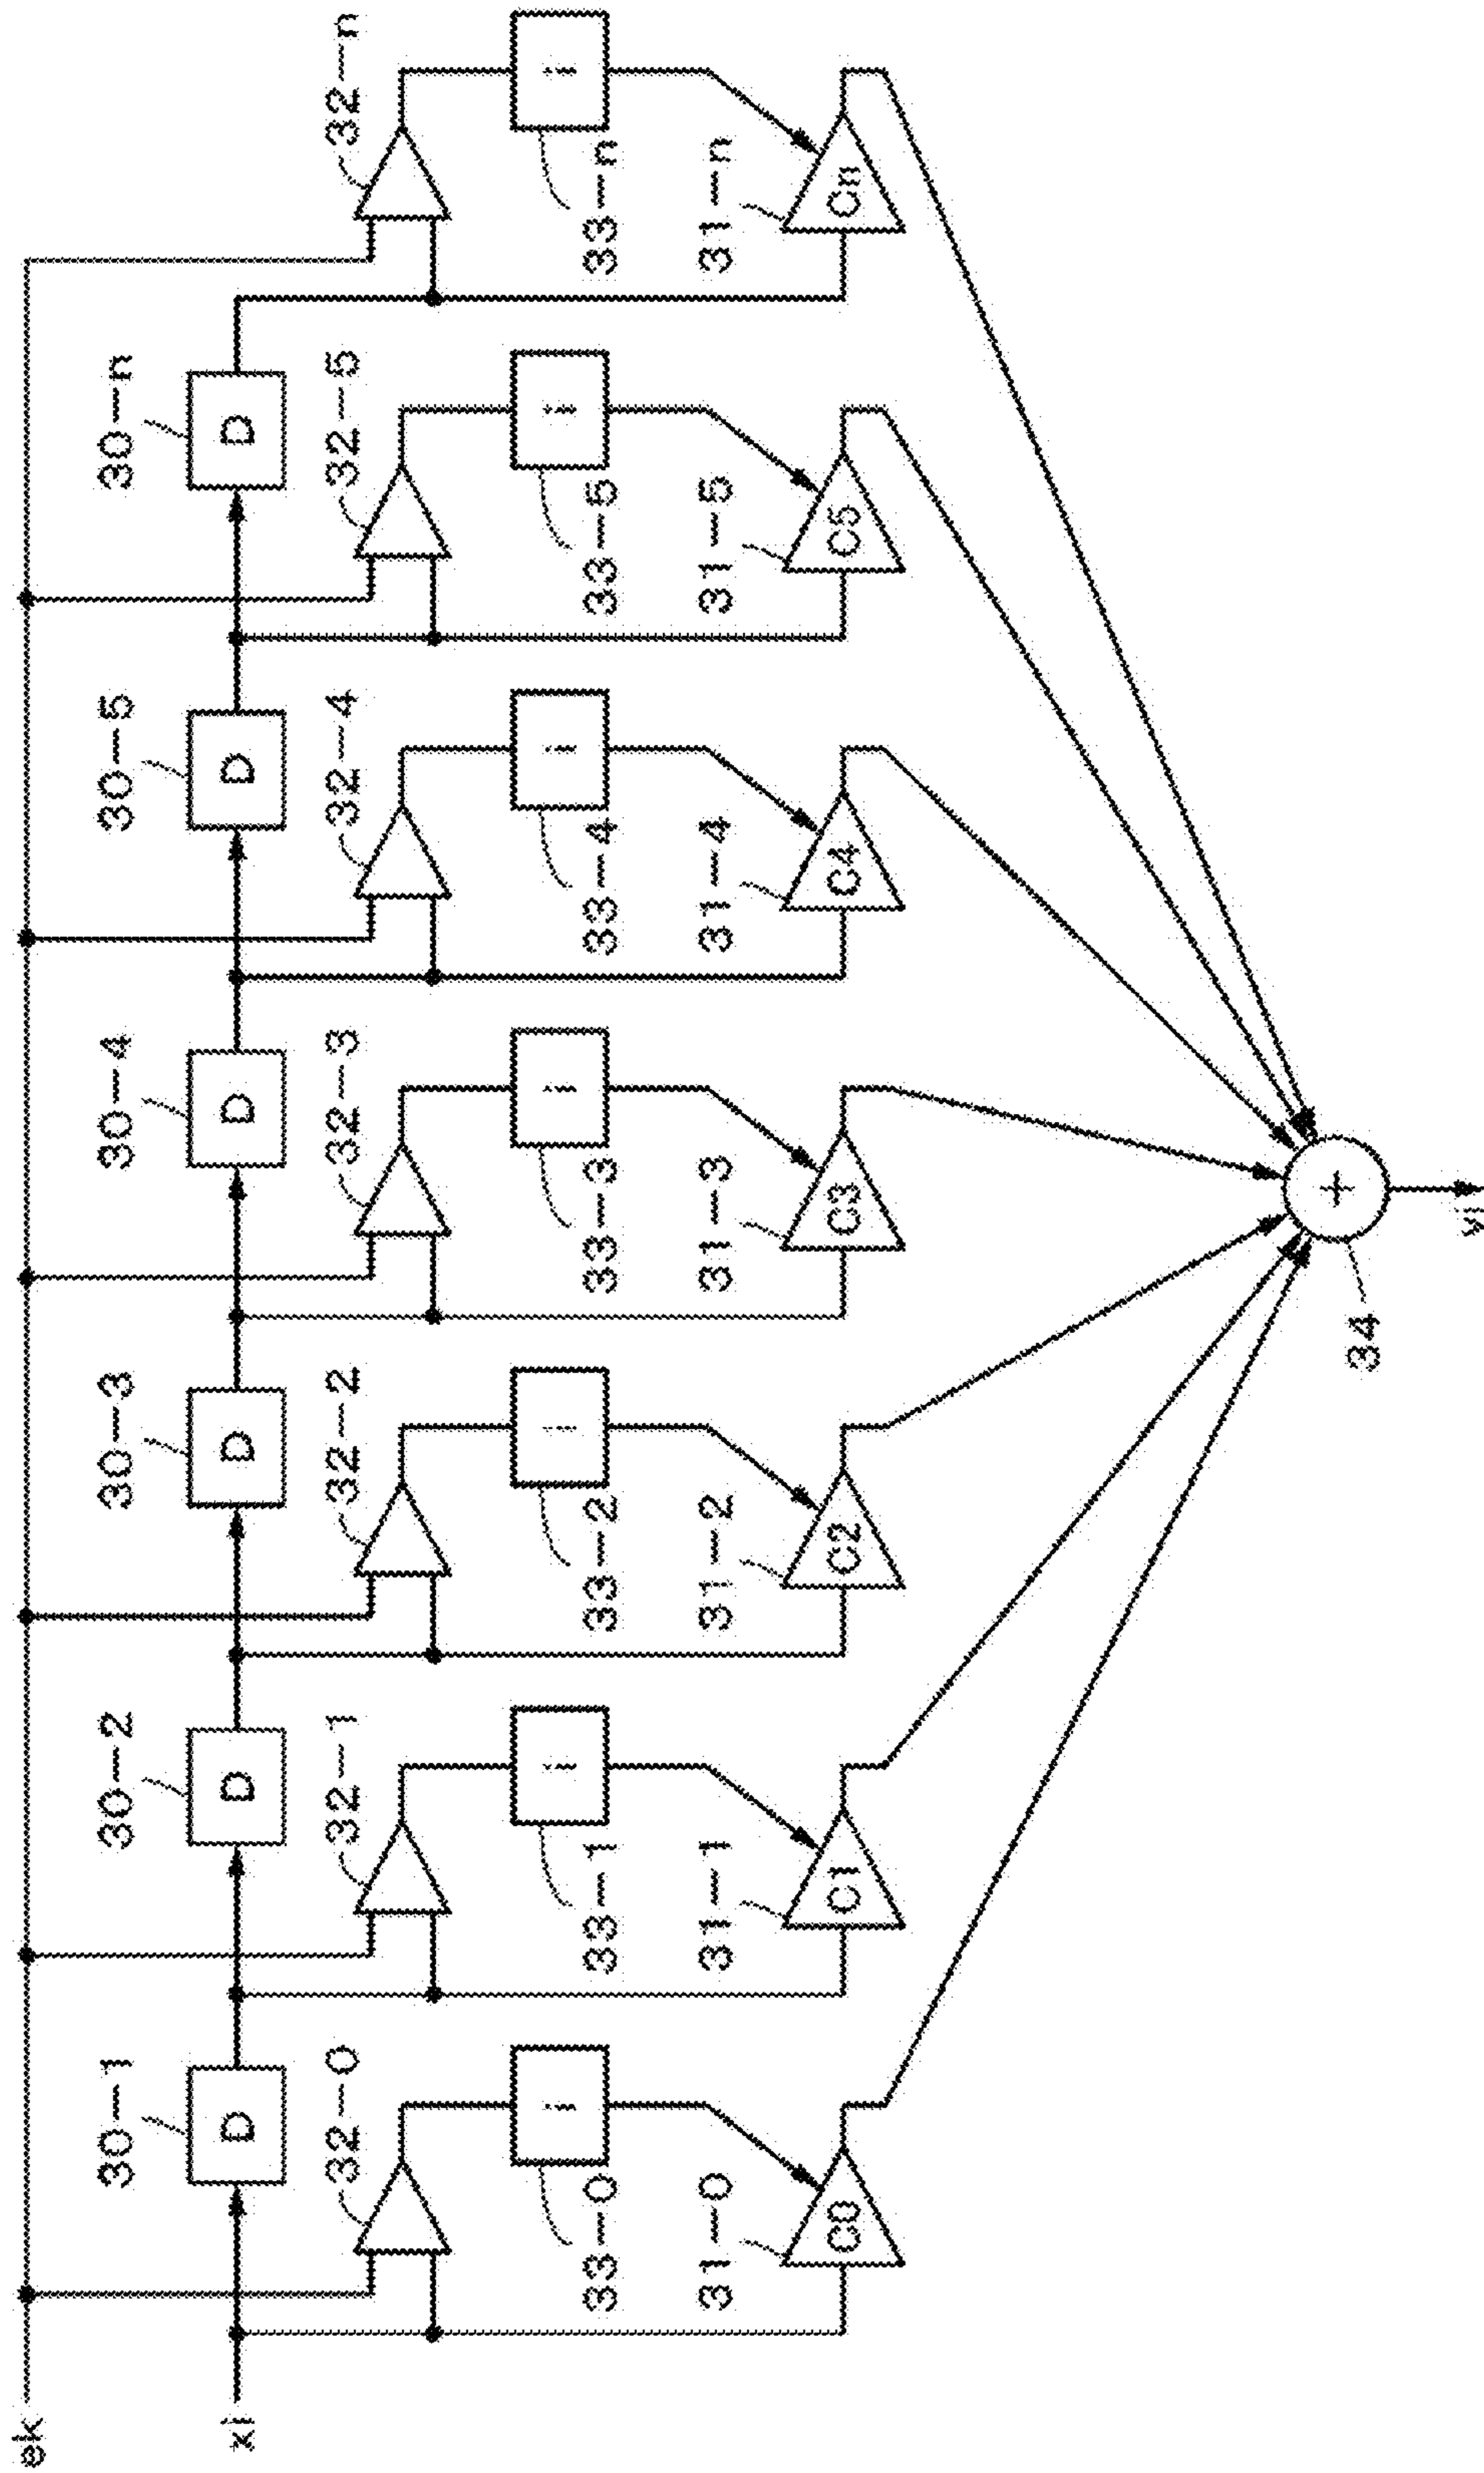 ek
xi
30-1
30-2
30-3
30-4
30-5
30-n
D
D
D
D
D
D
32-0
32-1
32-2
32-3
32-4
32-5
32-n
I
I
I
I
I
I
I
33-0
33-1
33-2
33-3
33-4
33-5
33-n
31-0
31-1
31-2
31-3
31-4
31-5
31-n
C0
C1
C2
C3
C4
C5
Cn
+
34
yi